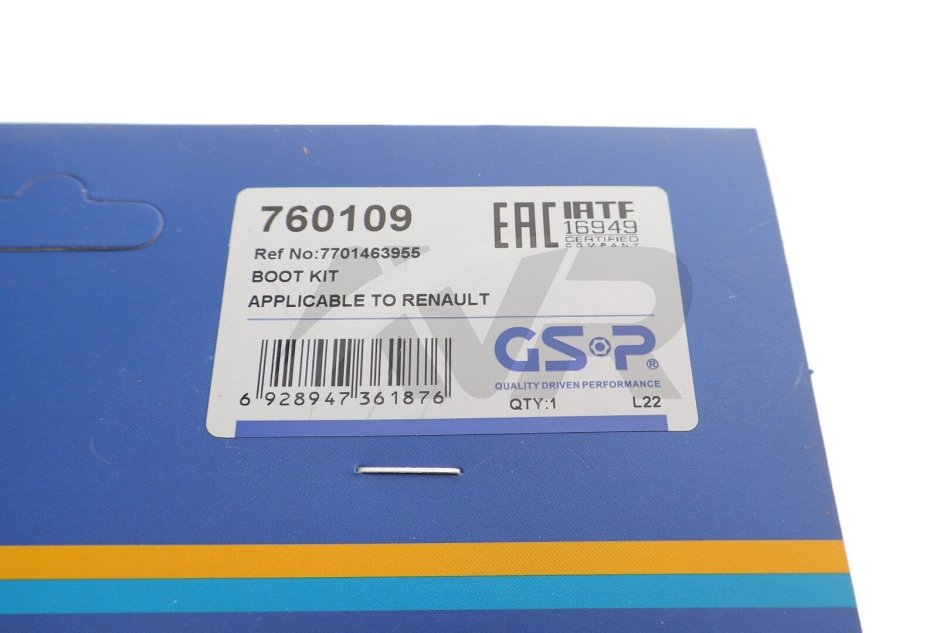 760109
Ref No:7701463955
BOOT KIT
APPLICABLE TO RENAULT
EAC
IATF
16949
CERTIFIED
COMPANY
6 928947 361876
GSP®
QUALITY DRIVEN PERFORMANCE
QTY:1 L22